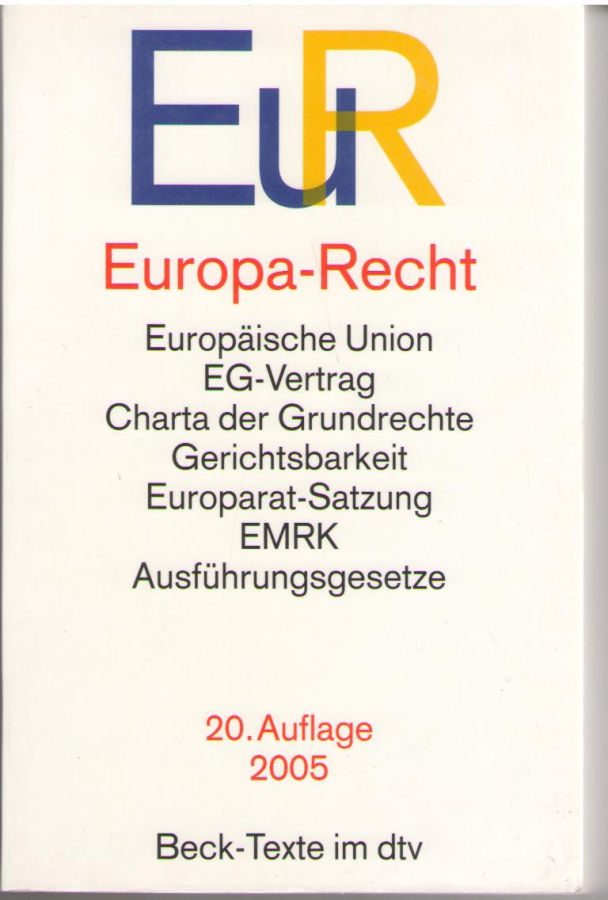 EuR
Europa-Recht
Europäische Union
EG-Vertrag
Charta der Grundrechte
Gerichtsbarkeit
Europarat-Satzung
EMRK
Ausführungsgesetze
20. Auflage
2005
Beck-Texte im dtv